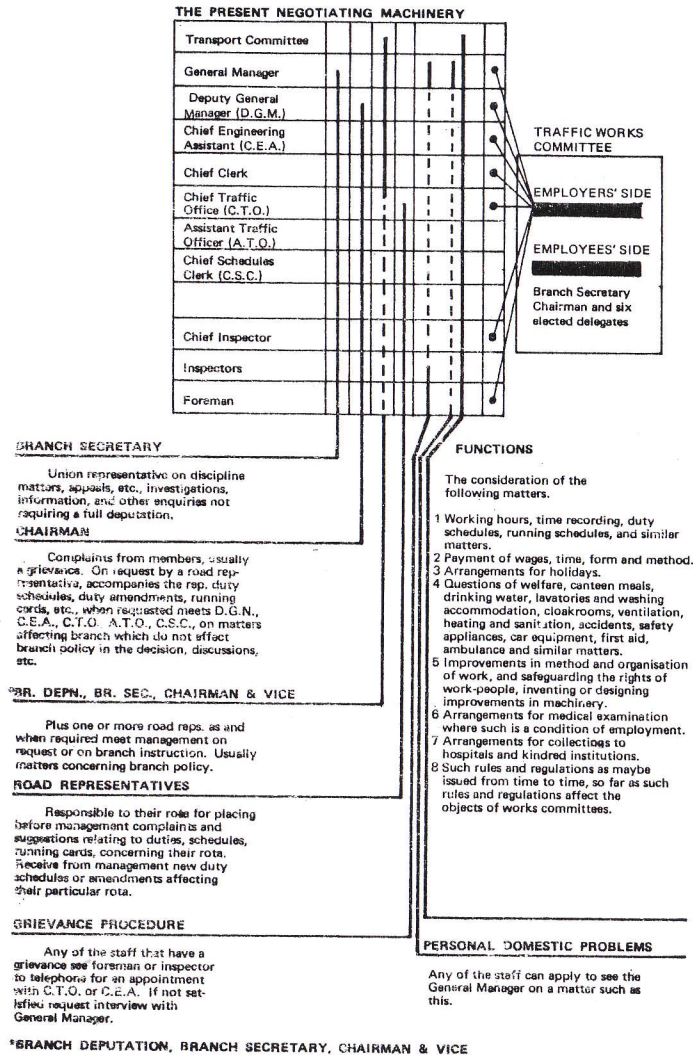 THE PRESENT NEGOTIATING MACHINERY
Transport Committee
General Manager
Deputy General
Manager (D.G.M.)
Chief Engineering
Assistant (C.E.A.)
Chief Clerk
Chief Traffic
Office (C.T.O.)
Assistant Traffic
Officer (A.T.O.)
Chief Schedules
Clerk (C.S.C.)
Chief Inspector
Inspectors
Foreman
TRAFFIC WORKS
COMMITTEE
EMPLOYERS' SIDE
EMPLOYEES' SIDE
Branch Secretary
Chairman and six
elected delegates
BRANCH SECRETARY
Union representative on discipline
matters, appeals, etc., investigations,
information, and other enquiries not
requiring a full deputation.
CHAIRMAN
Complaints from members, usually
a grievance. On request by a road rep-
resentative, accompanies the rep. duty
schedules, duty amendments, running
cards, etc., when requested meets D.G.N.,
C.E.A., C.T.O. A.T.O., C.S.C., on matters
affecting branch which do not effect
branch policy in the decision, discussions,
etc.
*BR. DEPN., BR. SEC., CHAIRMAN & VICE
Plus one or more road reps. as and
when required meet management on
request or on branch instruction. Usually
matters concerning branch policy.
ROAD REPRESENTATIVES
Responsible to their rota for placing
before management complaints and
suggestions relating to duties, schedules,
running cards, concerning their rota.
Receive from management new duty
schedules or amendments affecting
their particular rota.
GRIEVANCE PROCEDURE
Any of the staff that have a
grievance see foreman or inspector
to telephone for an appointment
with C.T.O. or C.E.A. If not sat-
isfied request interview with
General Manager.
FUNCTIONS
The consideration of the
following matters.
1 Working hours, time recording, duty
schedules, running schedules, and similar
matters.
2 Payment of wages, time, form and method.
3 Arrangements for holidays.
4 Questions of welfare, canteen meals,
drinking water, lavatories and washing
accommodation, cloakrooms, ventilation,
heating and sanitation, accidents, safety
appliances, car equipment, first aid,
ambulance and similar matters.
5 Improvements in method and organisation
of work, and safeguarding the rights of
work-people, inventing or designing
improvements in machinery.
6 Arrangements for medical examination
where such is a condition of employment.
7 Arrangements for collections to
hospitals and kindred institutions.
8 Such rules and regulations as maybe
issued from time to time, so far as such
rules and regulations affect the
objects of works committees.
PERSONAL DOMESTIC PROBLEMS
Any of the staff can apply to see the
General Manager on a matter such as
this.
*BRANCH DEPUTATION, BRANCH SECRETARY, CHAIRMAN & VICE